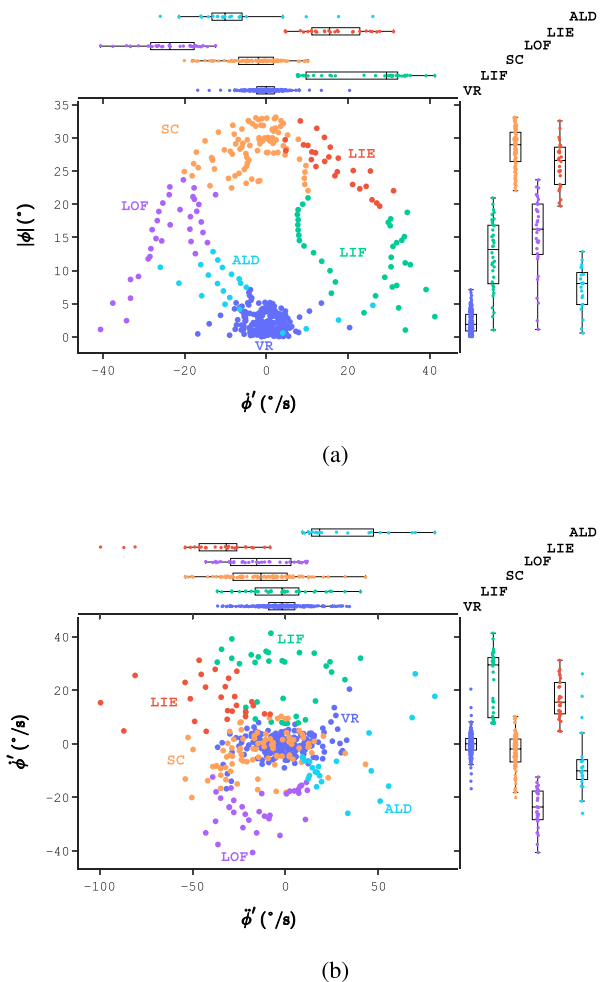 ALD
LIE
LOF
SC
LIF
VR
35
30
25
20
15
10
5
0
|ϕ| (°)
SC
LIE
LOF
LIF
ALD
VR
−40 −20 0 20 40
ϕ̇′ (°/s)
(a)
ALD
LIE
LOF
SC
LIF
VR
40
20
0
−20
−40
ϕ̇′ (°/s)
LIF
LIE
VR
SC
ALD
LOF
−100 −50 0 50
ϕ̈′ (°/s)
(b)